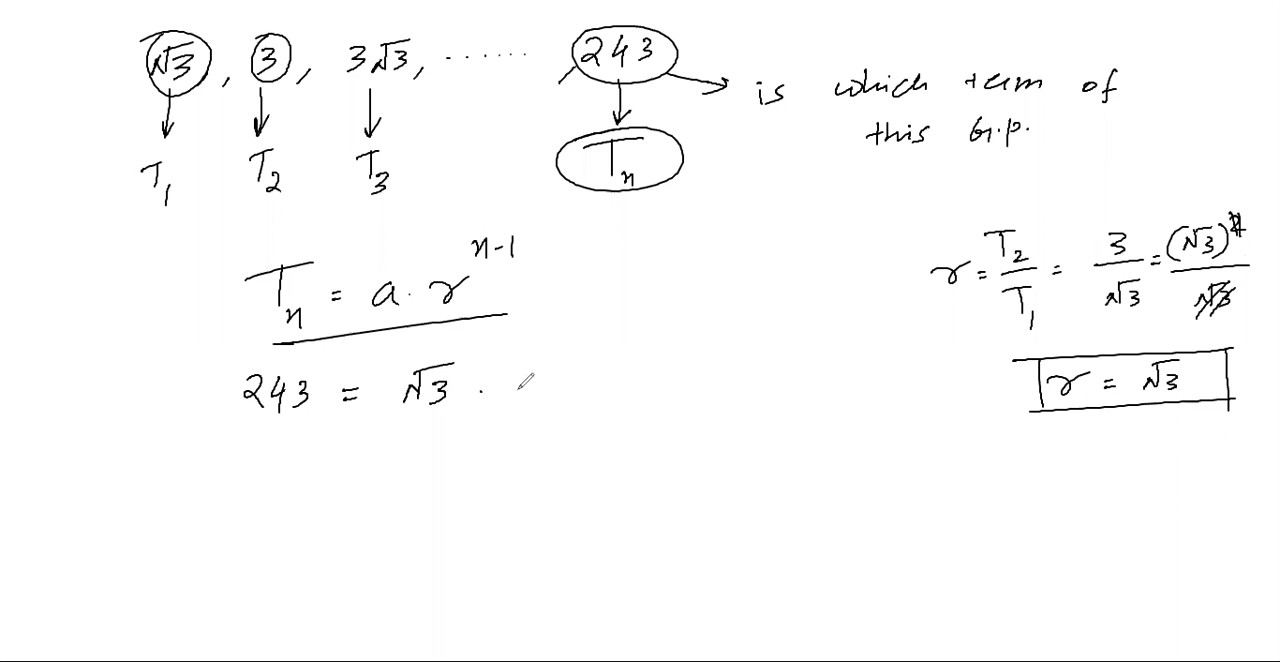 √3, 3, 3√3, ...... , 243 is which term of
this G.P.
T₁ T₂ T₃ Tₙ
r = T₂/T₁ = 3/√3 = (√3)²/√3
Tₙ = a · r^(n-1)
243 = √3 ·
r = √3